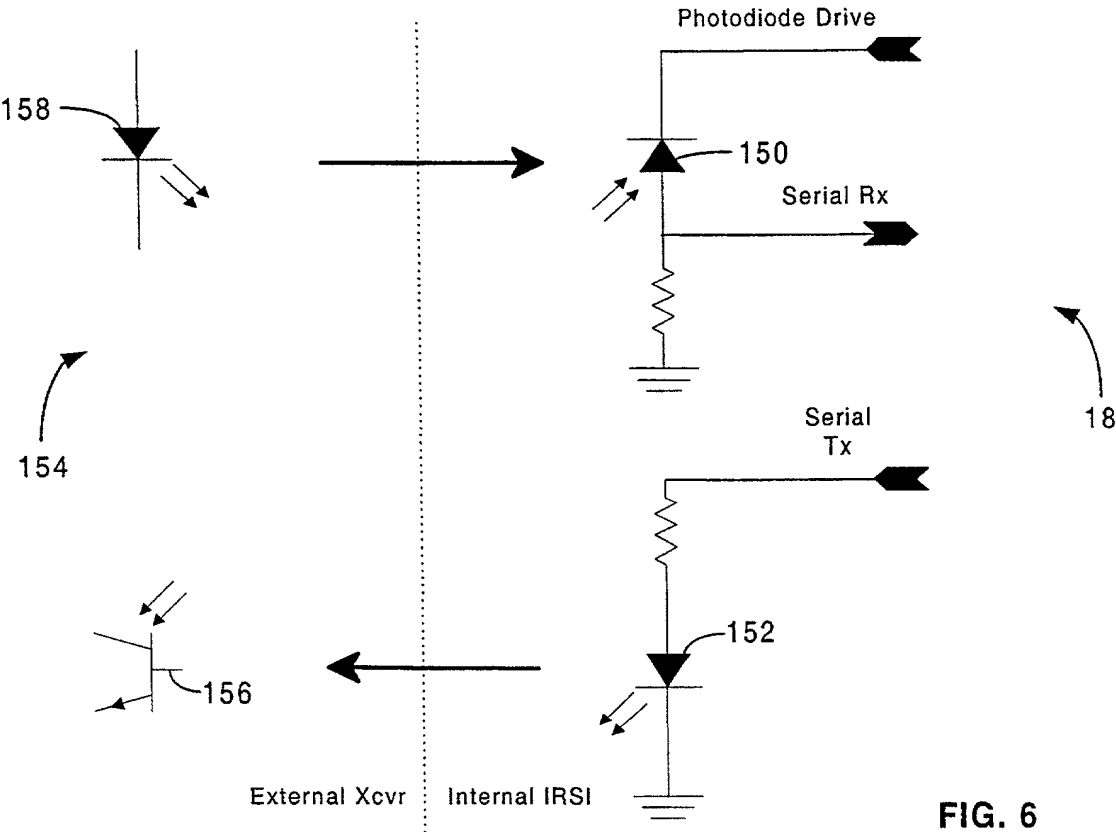 Photodiode Drive
158
150
Serial Rx
154
18
Serial
Tx
152
156
External Xcvr
Internal IRSI
FIG. 6